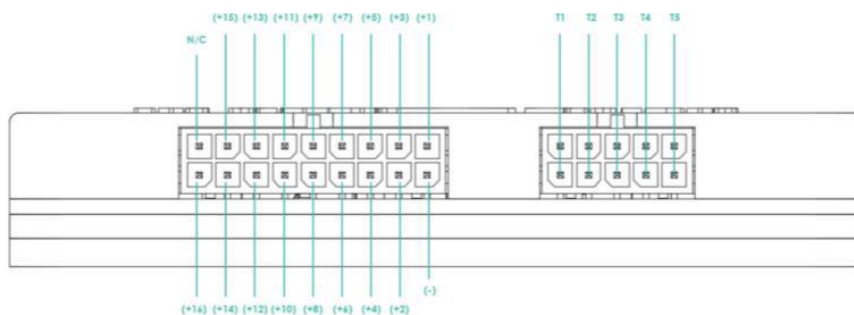 (+15) (+13) (+11) (+9) (+7) (+5) (+3) (+1) T1 T2 T3 T4 T5
N/C
(-)
(+16) (+14) (+12) (+10) (+8) (+6) (+4) (+2)